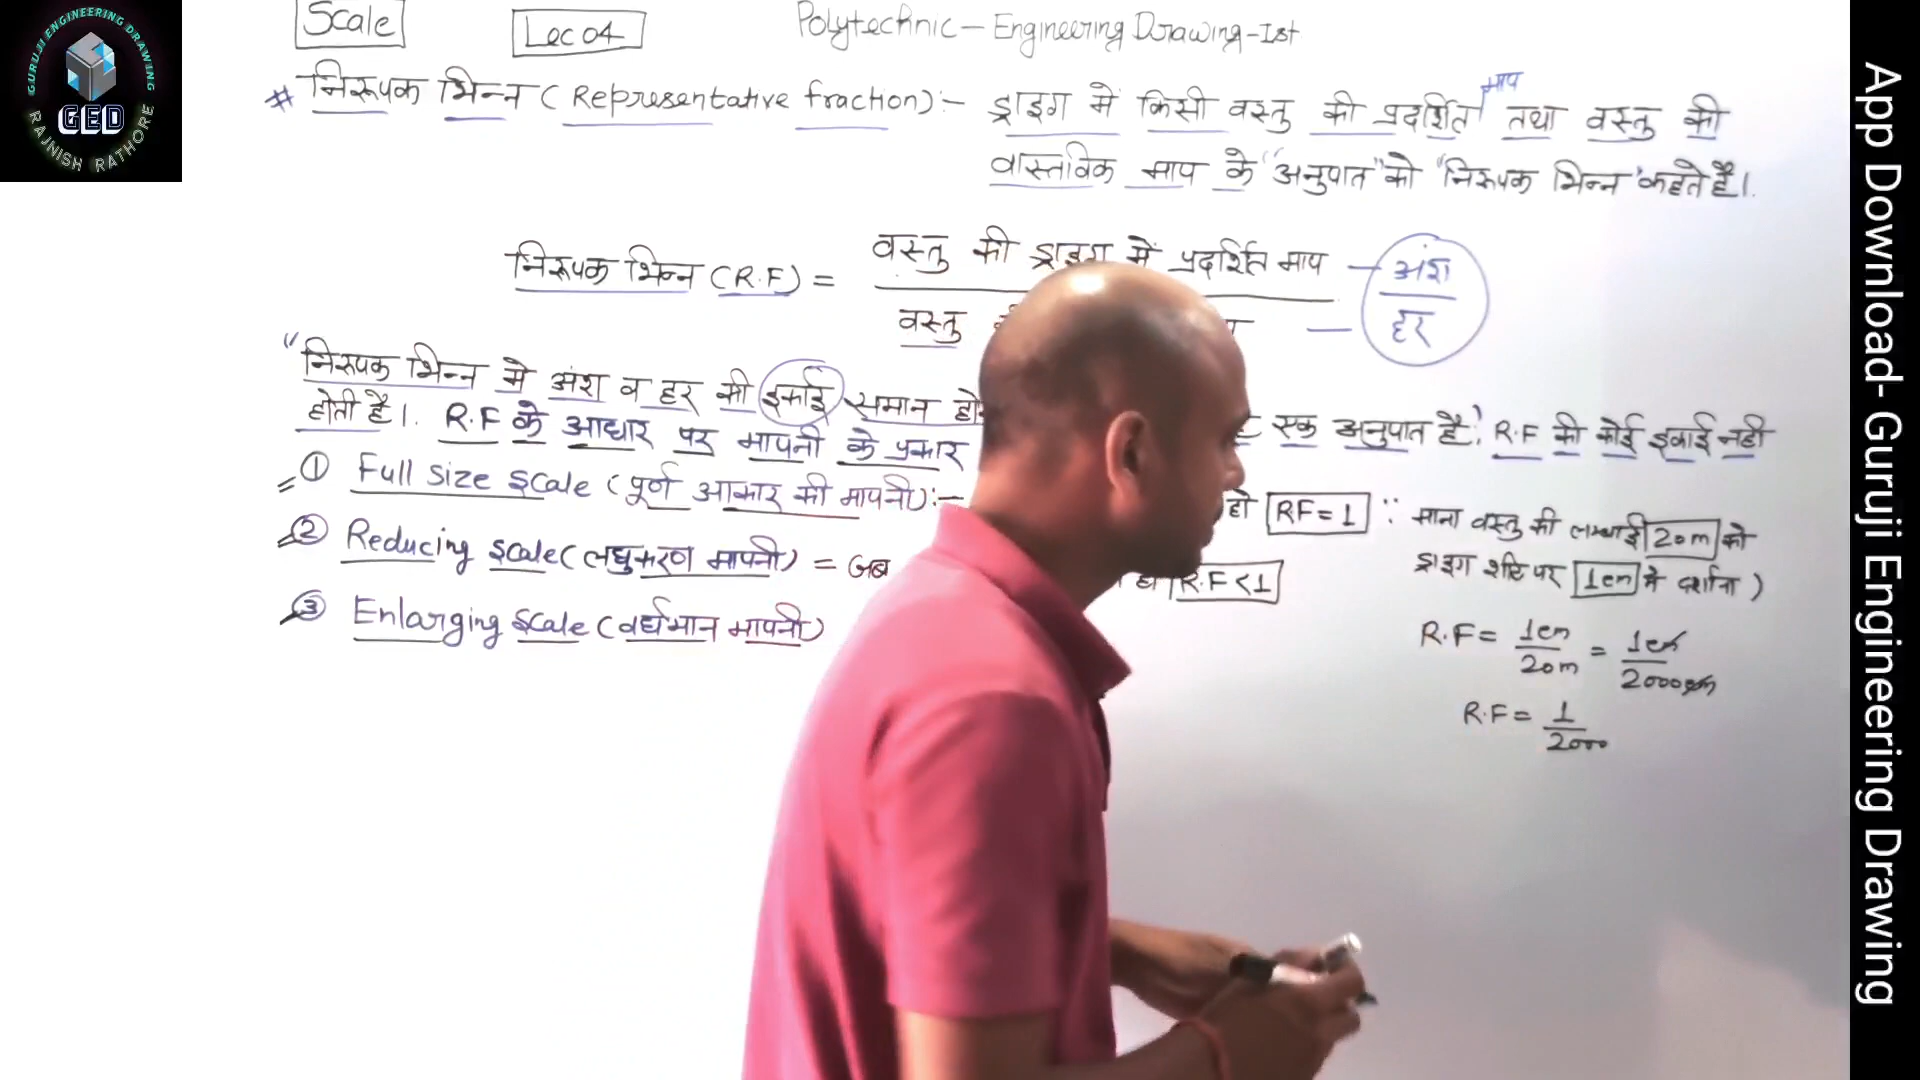 Scale
Lec 04
Polytechnic - Engineering Drawing - Ist
GURUJI ENGINEERING DRAWING
GED
RAJNISH RATHORE
# निरूपक भिन्न (Representative fraction) :- ड्राइंग में किसी वस्तु की प्रदर्शित माप तथा वस्तु की
वास्तविक माप के "अनुपात" को "निरूपक भिन्न" कहते है।
निरूपक भिन्न (R.F) = वस्तु की ड्राइंग में प्रदर्शित माप — अंश
वस्तु — हर
"निरूपक भिन्न मे अंश व हर की इकाई समान एक अनुपात है, R.F की कोई इकाई नही
होती है।. R.F के आधार पर मापनी के प्रकार
① Full size scale (पूर्ण आकार की मापनी) :- हो RF=1
② Reducing scale (लघुकरण मापनी) = जब R.F<1
③ Enlarging scale (वर्धमान मापनी)
∵ माना वस्तु की लम्बाई 20m को
ड्राइंग शीट पर 1cm मे दर्शाना)
R.F = 1cm/20m = 1cm/2000cm
R.F = 1/2000
App Download- Guruji Engineering Drawing